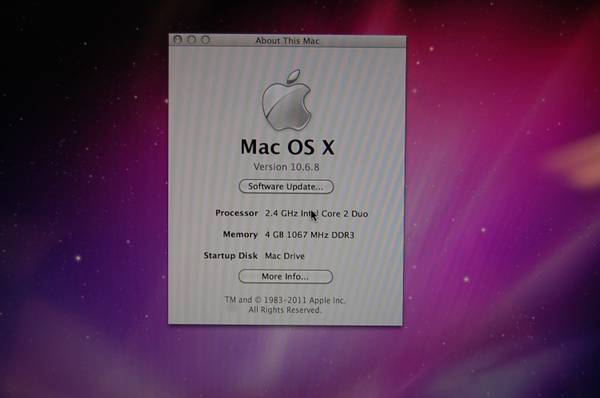 About This Mac
Mac OS X
Version 10.6.8
Software Update...
Processor 2.4 GHz Intel Core 2 Duo
Memory 4 GB 1067 MHz DDR3
Startup Disk Mac Drive
More Info...
TM and © 1983-2011 Apple Inc.
All Rights Reserved.